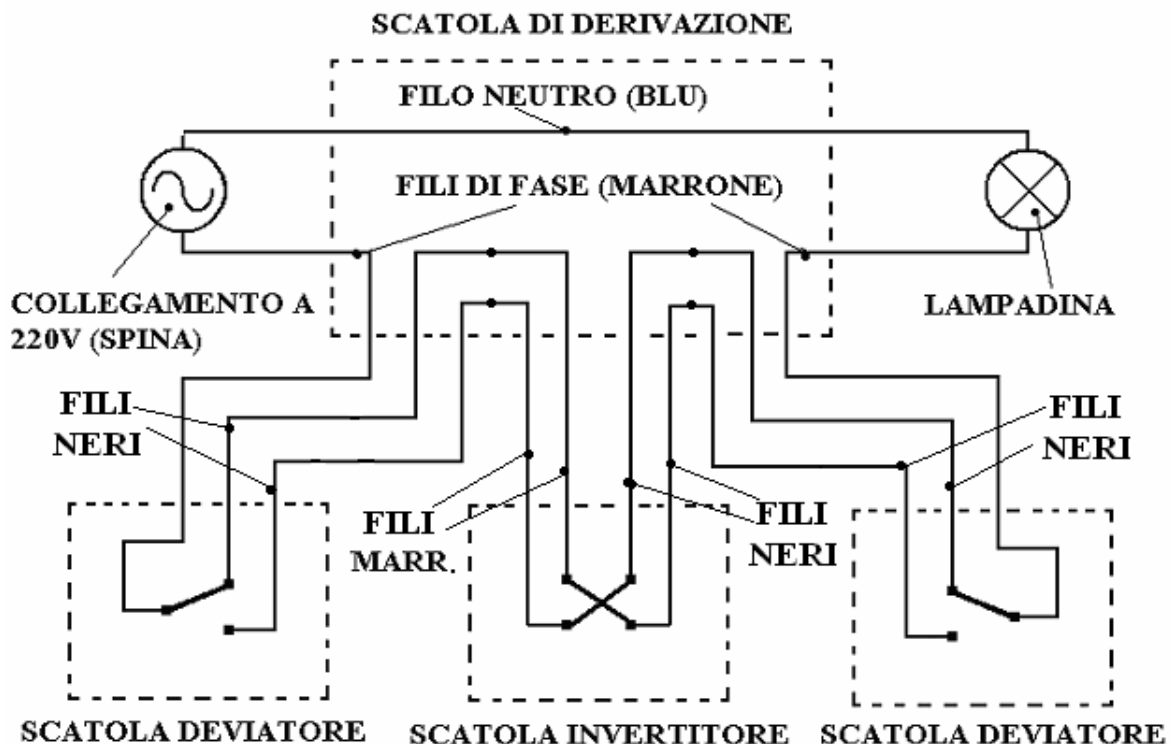 SCATOLA DI DERIVAZIONE
FILO NEUTRO (BLU)
FILI DI FASE (MARRONE)
COLLEGAMENTO A
220V (SPINA)
LAMPADINA
FILI
NERI
FILI
MARR.
FILI
NERI
FILI
NERI
SCATOLA DEVIATORE
SCATOLA INVERTITORE
SCATOLA DEVIATORE